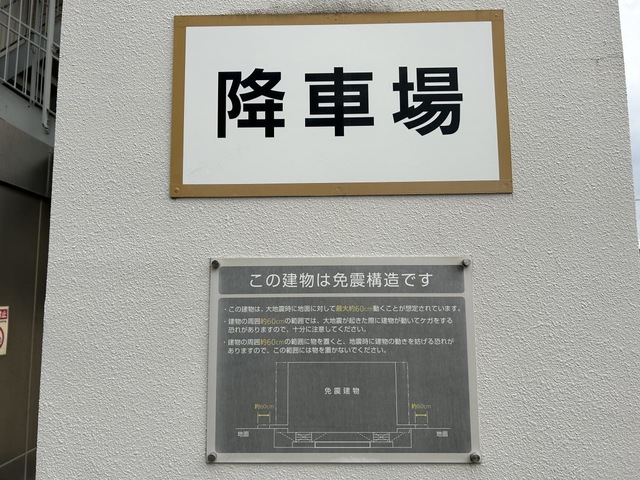 降車場
この建物は免震構造です
・この建物は、大地震時に地面に対して最大約60cm動くことが想定されています。
・建物の周囲約60cmの範囲では、大地震が起きた際に建物が動いてケガをする
恐れがありますので、十分に注意してください。
・建物の周囲約60cmの範囲に物を置くと、地震時に建物の動きを妨げる恐れが
ありますので、この範囲には物を置かないでください。
免震建物
約60cm 約60cm
地面 地面